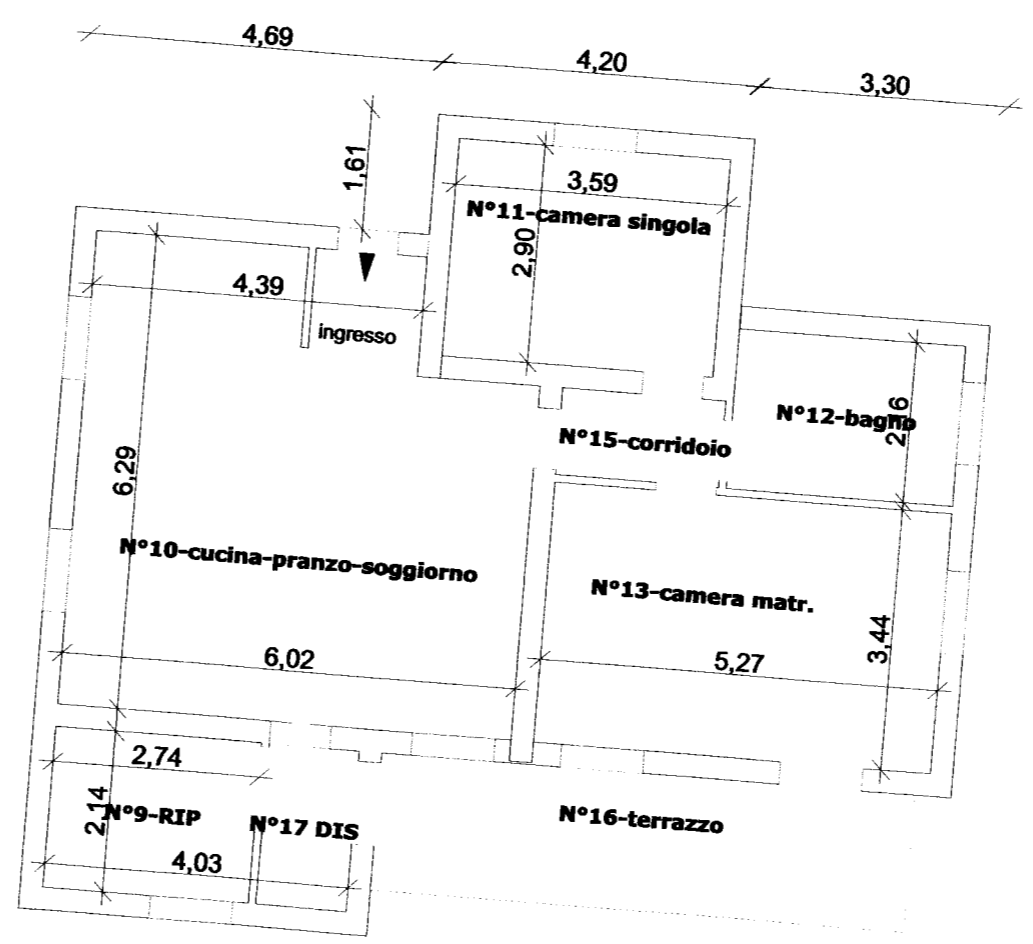 4,69
4,20
3,30
1,61
3,59
N°11-camera singola
2,90
4,39
ingresso
N°12-bagno
N°15-corridoio
6,29
N°10-cucina-pranzo-soggiorno
N°13-camera matr.
3,44
6,02
5,27
2,74
2,14
N°9-RIP
N°17 DIS
N°16-terrazzo
4,03